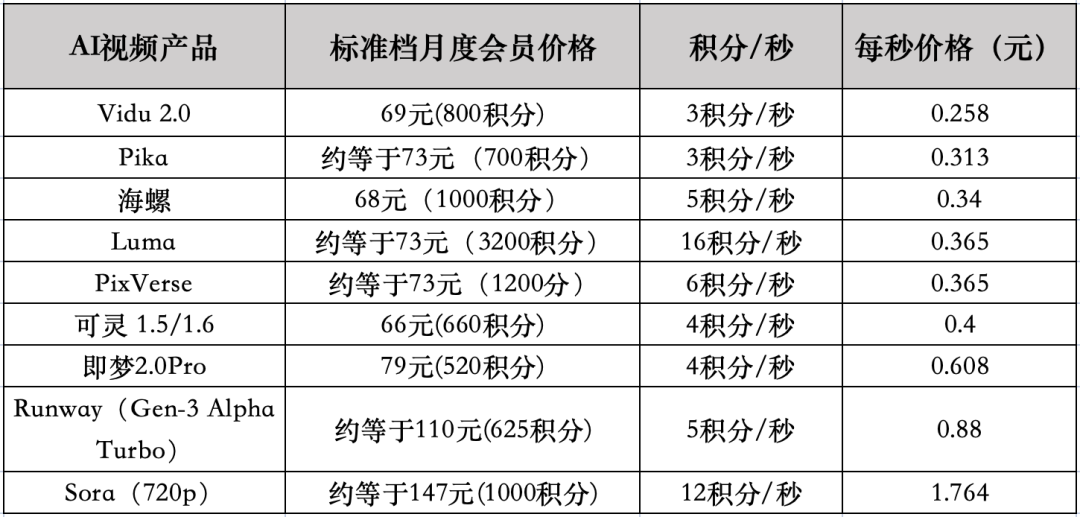 AI视频产品 标准档月度会员价格 积分/秒 每秒价格（元）
Vidu 2.0 69元(800积分) 3积分/秒 0.258
Pika 约等于73元（700积分） 3积分/秒 0.313
海螺 68元（1000积分） 5积分/秒 0.34
Luma 约等于73元（3200积分） 16积分/秒 0.365
PixVerse 约等于73元（1200分） 6积分/秒 0.365
可灵 1.5/1.6 66元(660积分) 4积分/秒 0.4
即梦2.0Pro 79元(520积分) 4积分/秒 0.608
Runway（Gen-3 Alpha
Turbo） 约等于110元(625积分) 5积分/秒 0.88
Sora（720p） 约等于147元(1000积分) 12积分/秒 1.764